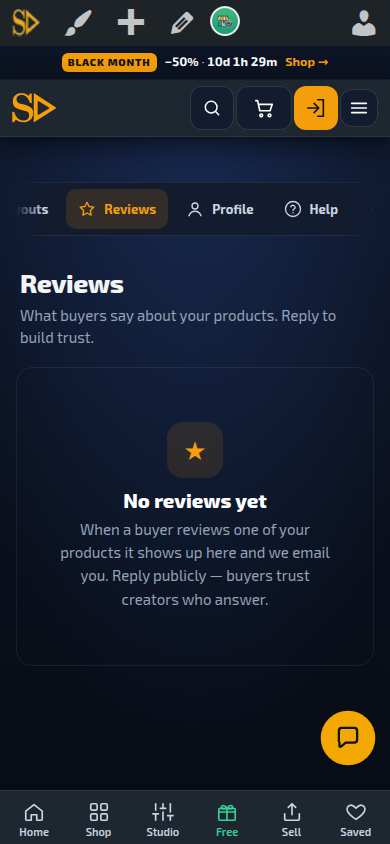 SD
BLACK MONTH −50% · 10d 1h 29m Shop →
SD
Reviews Profile Help
Reviews
What buyers say about your products. Reply to
build trust.
No reviews yet
When a buyer reviews one of your
products it shows up here and we email
you. Reply publicly — buyers trust
creators who answer.
Home Shop Studio Free Sell Saved